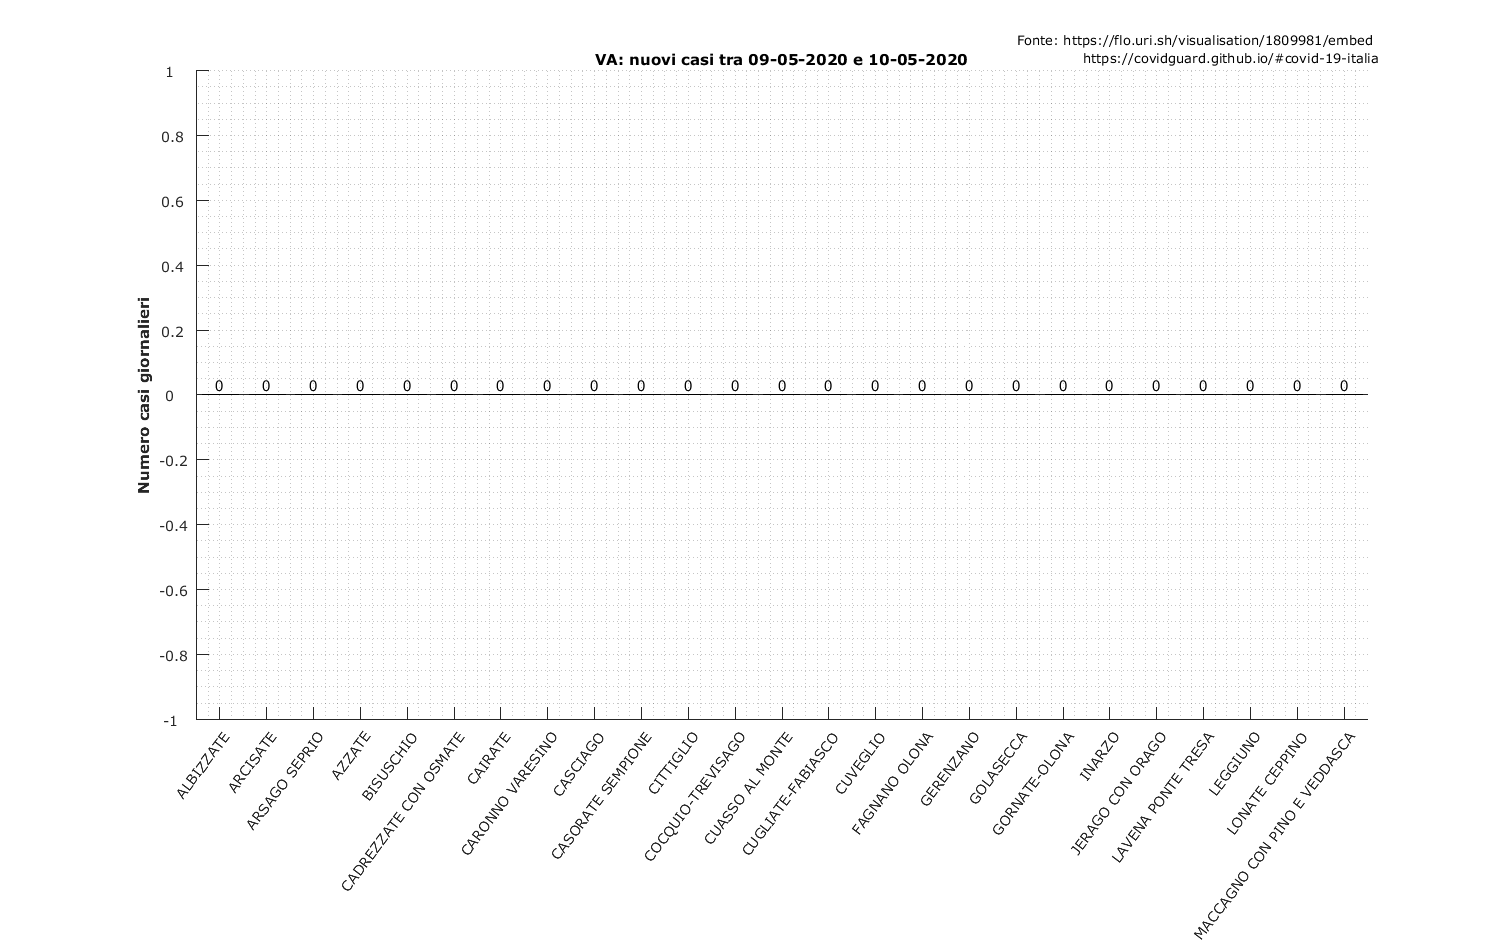 Fonte: https://flo.uri.sh/visualisation/1809981/embed
https://covidguard.github.io/#covid-19-italia
VA: nuovi casi tra 09-05-2020 e 10-05-2020
Numero casi giornalieri
1
0.8
0.6
0.4
0.2
0
-0.2
-0.4
-0.6
-0.8
-1
0 0 0 0 0 0 0 0 0 0 0 0 0 0 0 0 0 0 0 0 0 0 0 0 0
ALBIZZATE
ARCISATE
ARSAGO SEPRIO
AZZATE
BISUSCHIO
CADREZZATE CON OSMATE
CAIRATE
CARONNO VARESINO
CASCIAGO
CASORATE SEMPIONE
CITTIGLIO
COCQUIO-TREVISAGO
CUASSO AL MONTE
CUGLIATE-FABIASCO
CUVEGLIO
FAGNANO OLONA
GERENZANO
GOLASECCA
GORNATE-OLONA
INARZO
JERAGO CON ORAGO
LAVENA PONTE TRESA
LEGGIUNO
LONATE CEPPINO
MACCAGNO CON PINO E VEDDASCA